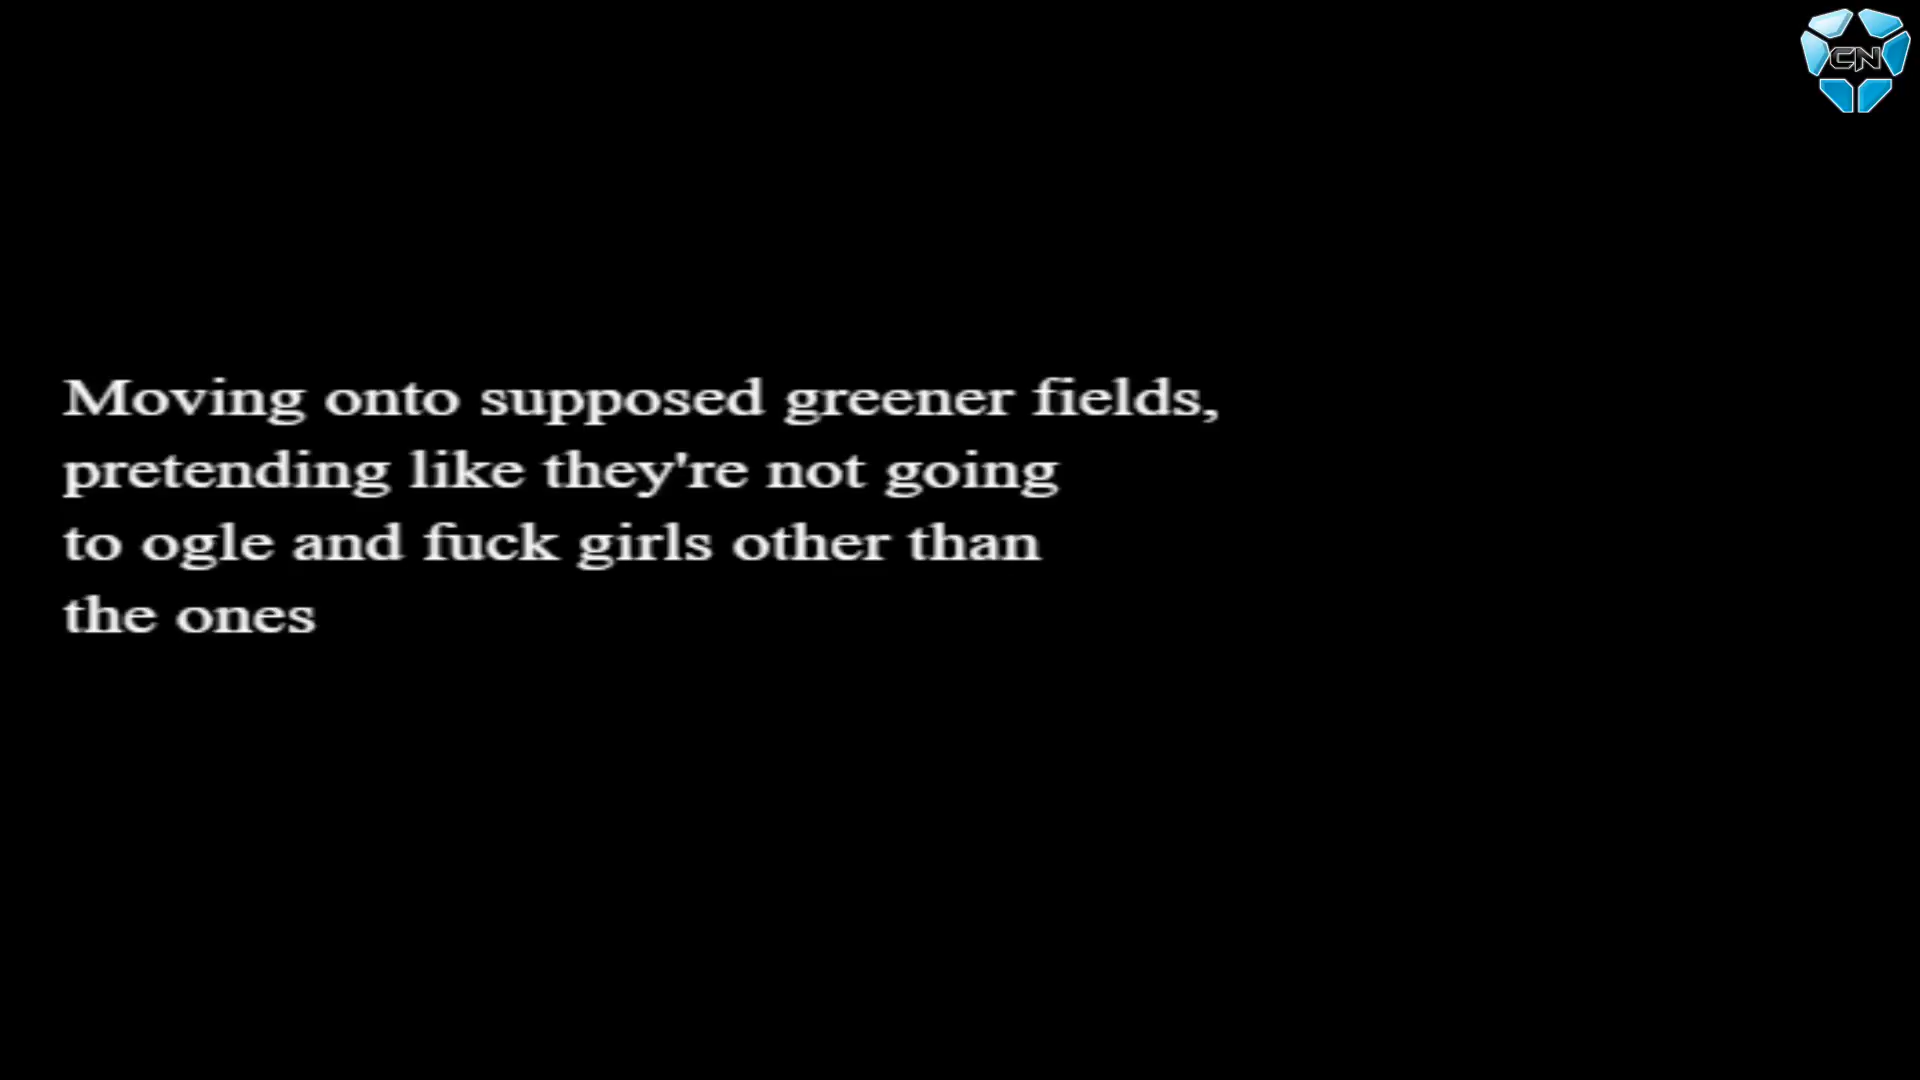 CN
Moving onto supposed greener fields,
pretending like they're not going
to ogle and fuck girls other than
the ones